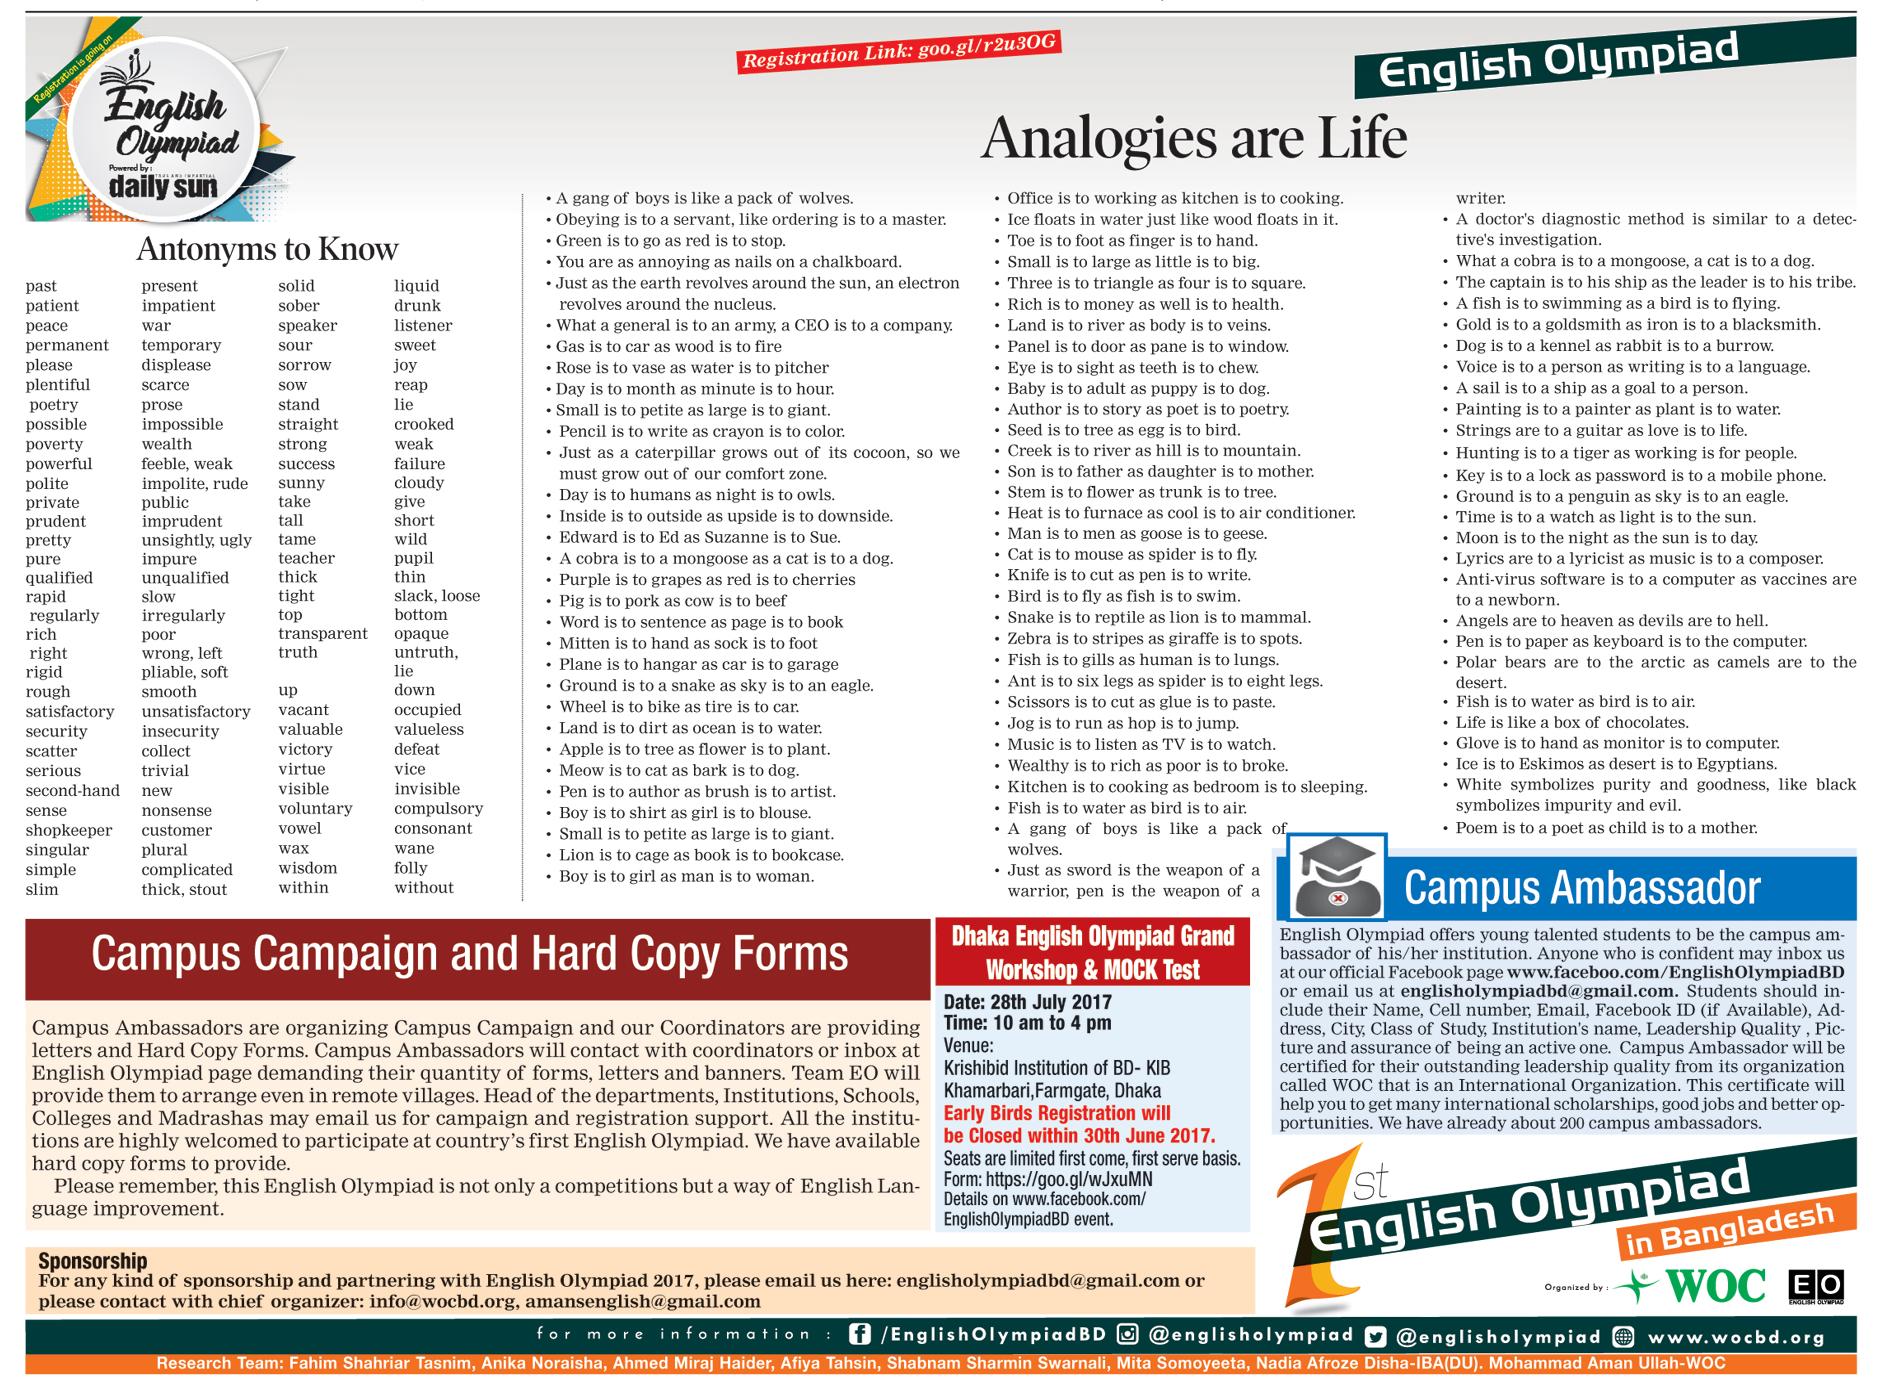 Registration is going on
English
Olympiad
Powered by :
TRUE AND IMPARTIAL
daily sun
Registration Link: goo.gl/r2u3OG
English Olympiad
Antonyms to Know
past present solid liquid
patient impatient sober drunk
peace war speaker listener
permanent temporary sour sweet
please displease sorrow joy
plentiful scarce sow reap
poetry prose stand lie
possible impossible straight crooked
poverty wealth strong weak
powerful feeble, weak success failure
polite impolite, rude sunny cloudy
private public take give
prudent imprudent tall short
pretty unsightly, ugly tame wild
pure impure teacher pupil
qualified unqualified thick thin
rapid slow tight slack, loose
regularly irregularly top bottom
rich poor transparent opaque
right wrong, left truth untruth,
rigid pliable, soft lie
rough smooth up down
satisfactory unsatisfactory vacant occupied
security insecurity valuable valueless
scatter collect victory defeat
serious trivial virtue vice
second-hand new visible invisible
sense nonsense voluntary compulsory
shopkeeper customer vowel consonant
singular plural wax wane
simple complicated wisdom folly
slim thick, stout within without
Analogies are Life
• A gang of boys is like a pack of wolves.
• Obeying is to a servant, like ordering is to a master.
• Green is to go as red is to stop.
• You are as annoying as nails on a chalkboard.
• Just as the earth revolves around the sun, an electron
revolves around the nucleus.
• What a general is to an army, a CEO is to a company.
• Gas is to car as wood is to fire
• Rose is to vase as water is to pitcher
• Day is to month as minute is to hour.
• Small is to petite as large is to giant.
• Pencil is to write as crayon is to color.
• Just as a caterpillar grows out of its cocoon, so we
must grow out of our comfort zone.
• Day is to humans as night is to owls.
• Inside is to outside as upside is to downside.
• Edward is to Ed as Suzanne is to Sue.
• A cobra is to a mongoose as a cat is to a dog.
• Purple is to grapes as red is to cherries
• Pig is to pork as cow is to beef
• Word is to sentence as page is to book
• Mitten is to hand as sock is to foot
• Plane is to hangar as car is to garage
• Ground is to a snake as sky is to an eagle.
• Wheel is to bike as tire is to car.
• Land is to dirt as ocean is to water.
• Apple is to tree as flower is to plant.
• Meow is to cat as bark is to dog.
• Pen is to author as brush is to artist.
• Boy is to shirt as girl is to blouse.
• Small is to petite as large is to giant.
• Lion is to cage as book is to bookcase.
• Boy is to girl as man is to woman.
• Office is to working as kitchen is to cooking.
• Ice floats in water just like wood floats in it.
• Toe is to foot as finger is to hand.
• Small is to large as little is to big.
• Three is to triangle as four is to square.
• Rich is to money as well is to health.
• Land is to river as body is to veins.
• Panel is to door as pane is to window.
• Eye is to sight as teeth is to chew.
• Baby is to adult as puppy is to dog.
• Author is to story as poet is to poetry.
• Seed is to tree as egg is to bird.
• Creek is to river as hill is to mountain.
• Son is to father as daughter is to mother.
• Stem is to flower as trunk is to tree.
• Heat is to furnace as cool is to air conditioner.
• Man is to men as goose is to geese.
• Cat is to mouse as spider is to fly.
• Knife is to cut as pen is to write.
• Bird is to fly as fish is to swim.
• Snake is to reptile as lion is to mammal.
• Zebra is to stripes as giraffe is to spots.
• Fish is to gills as human is to lungs.
• Ant is to six legs as spider is to eight legs.
• Scissors is to cut as glue is to paste.
• Jog is to run as hop is to jump.
• Music is to listen as TV is to watch.
• Wealthy is to rich as poor is to broke.
• Kitchen is to cooking as bedroom is to sleeping.
• Fish is to water as bird is to air.
• A gang of boys is like a pack of
wolves.
• Just as sword is the weapon of a
warrior, pen is the weapon of a
writer.
• A doctor's diagnostic method is similar to a detec-
tive's investigation.
• What a cobra is to a mongoose, a cat is to a dog.
• The captain is to his ship as the leader is to his tribe.
• A fish is to swimming as a bird is to flying.
• Gold is to a goldsmith as iron is to a blacksmith.
• Dog is to a kennel as rabbit is to a burrow.
• Voice is to a person as writing is to a language.
• A sail is to a ship as a goal to a person.
• Painting is to a painter as plant is to water.
• Strings are to a guitar as love is to life.
• Hunting is to a tiger as working is for people.
• Key is to a lock as password is to a mobile phone.
• Ground is to a penguin as sky is to an eagle.
• Time is to a watch as light is to the sun.
• Moon is to the night as the sun is to day.
• Lyrics are to a lyricist as music is to a composer.
• Anti-virus software is to a computer as vaccines are
to a newborn.
• Angels are to heaven as devils are to hell.
• Pen is to paper as keyboard is to the computer.
• Polar bears are to the arctic as camels are to the
desert.
• Fish is to water as bird is to air.
• Life is like a box of chocolates.
• Glove is to hand as monitor is to computer.
• Ice is to Eskimos as desert is to Egyptians.
• White symbolizes purity and goodness, like black
symbolizes impurity and evil.
• Poem is to a poet as child is to a mother.
Campus Campaign and Hard Copy Forms
Campus Ambassadors are organizing Campus Campaign and our Coordinators are providing
letters and Hard Copy Forms. Campus Ambassadors will contact with coordinators or inbox at
English Olympiad page demanding their quantity of forms, letters and banners. Team EO will
provide them to arrange even in remote villages. Head of the departments, Institutions, Schools,
Colleges and Madrashas may email us for campaign and registration support. All the institu-
tions are highly welcomed to participate at country's first English Olympiad. We have available
hard copy forms to provide.
Please remember, this English Olympiad is not only a competitions but a way of English Lan-
guage improvement.
Dhaka English Olympiad Grand
Workshop & MOCK Test
Date: 28th July 2017
Time: 10 am to 4 pm
Venue:
Krishibid Institution of BD- KIB
Khamarbari,Farmgate, Dhaka
Early Birds Registration will
be Closed within 30th June 2017.
Seats are limited first come, first serve basis.
Form: https://goo.gl/wJxuMN
Details on www.facebook.com/
EnglishOlympiadBD event.
Campus Ambassador
English Olympiad offers young talented students to be the campus am-
bassador of his/her institution. Anyone who is confident may inbox us
at our official Facebook page www.faceboo.com/EnglishOlympiadBD
or email us at englisholympiadbd@gmail.com. Students should in-
clude their Name, Cell number, Email, Facebook ID (if Available), Ad-
dress, City, Class of Study, Institution's name, Leadership Quality , Pic-
ture and assurance of being an active one. Campus Ambassador will be
certified for their outstanding leadership quality from its organization
called WOC that is an International Organization. This certificate will
help you to get many international scholarships, good jobs and better op-
portunities. We have already about 200 campus ambassadors.
1st
English Olympiad
in Bangladesh
Organized by : WOC EO
ENGLISH OLYMPIAD
Sponsorship
For any kind of sponsorship and partnering with English Olympiad 2017, please email us here: englisholympiadbd@gmail.com or
please contact with chief organizer: info@wocbd.org, amansenglish@gmail.com
for more information : /EnglishOlympiadBD @englisholympiad @englisholympiad www.wocbd.org
Research Team: Fahim Shahriar Tasnim, Anika Noraisha, Ahmed Miraj Haider, Afiya Tahsin, Shabnam Sharmin Swarnali, Mita Somoyeeta, Nadia Afroze Disha-IBA(DU). Mohammad Aman Ullah-WOC